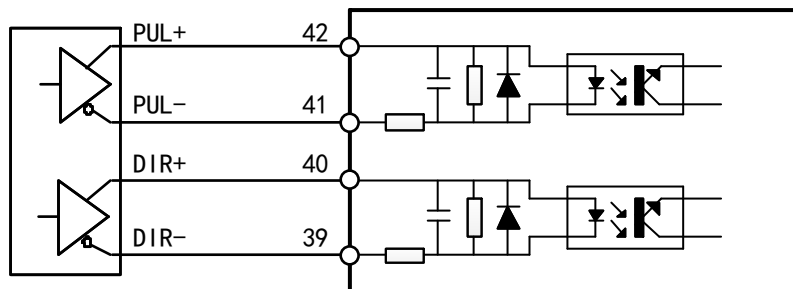 PUL+ 42
PUL- 41
DIR+ 40
DIR- 39